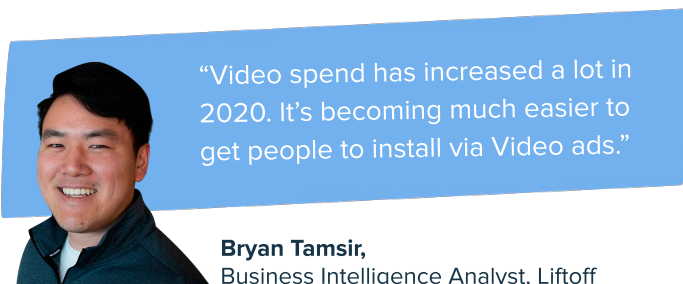 “Video spend has increased a lot in
2020. It’s becoming much easier to
get people to install via Video ads.”
Bryan Tamsir,
Business Intelligence Analyst, Liftoff